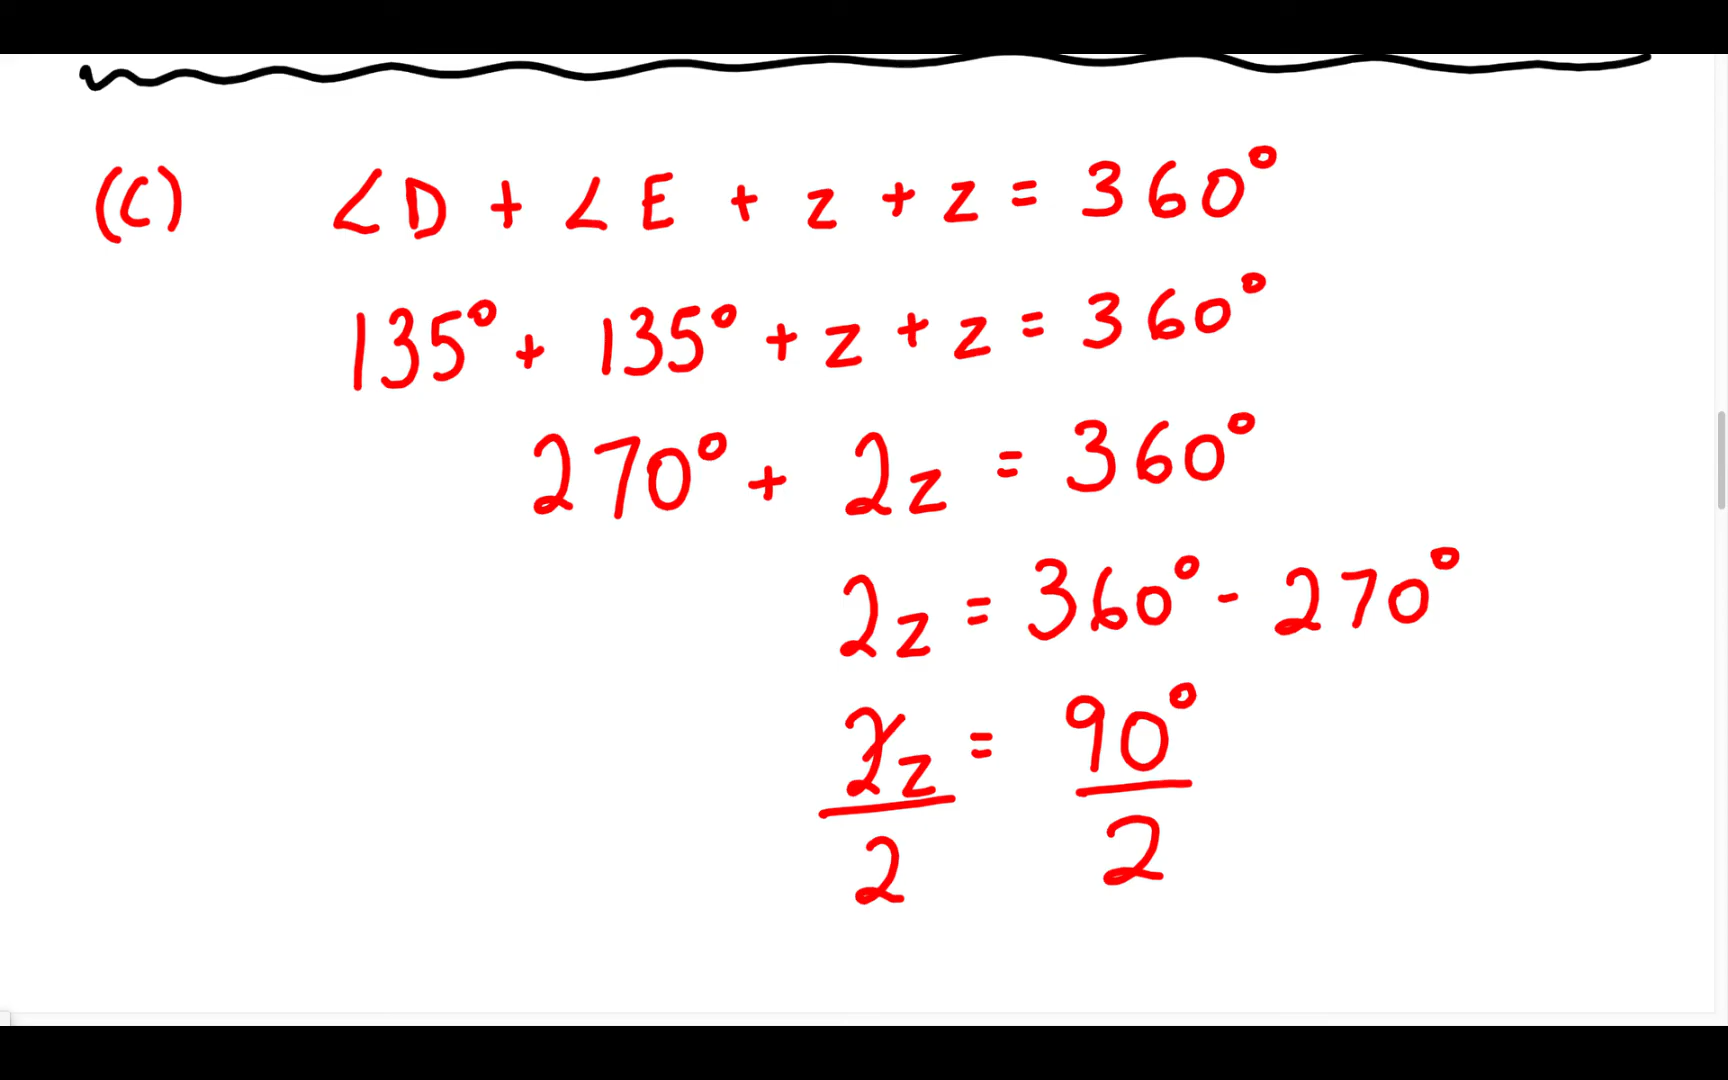 (C) ∠D + ∠E + z + z = 360°
135° + 135° + z + z = 360°
270° + 2z = 360°
2z = 360° - 270°
2z/2 = 90°/2